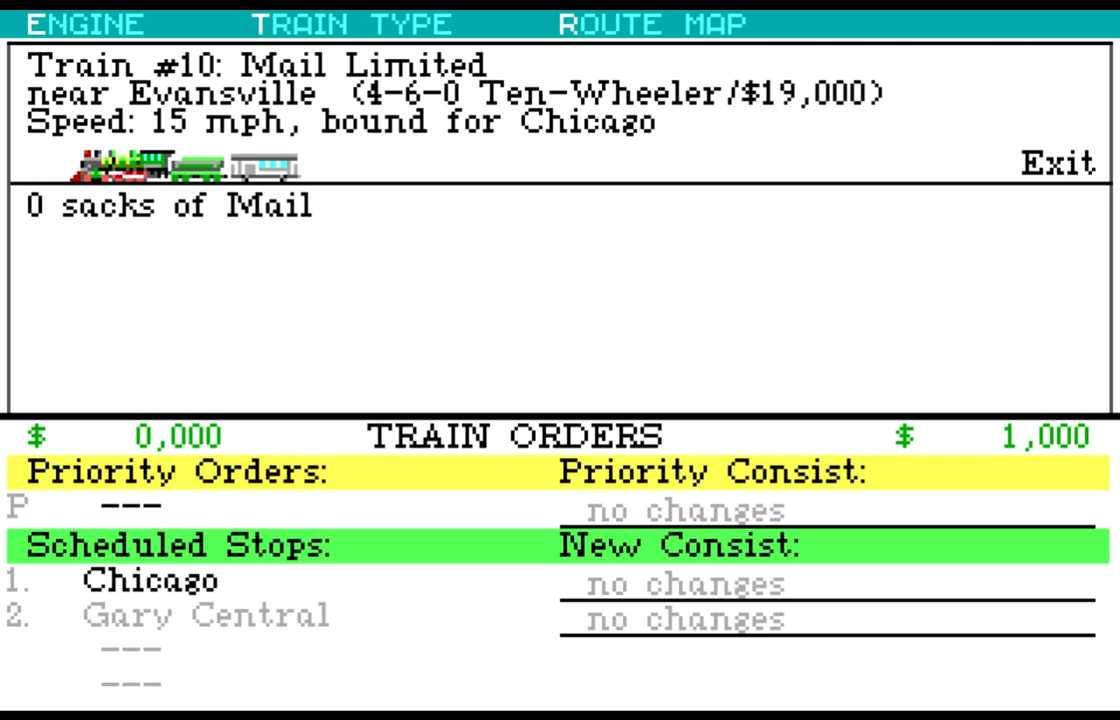 ENGINE TRAIN TYPE ROUTE MAP
Train #10: Mail Limited
near Evansville (4-6-0 Ten-Wheeler/$19,000)
Speed: 15 mph, bound for Chicago
Exit
0 sacks of Mail
$ 0,000 TRAIN ORDERS $ 1,000
Priority Orders: Priority Consist:
P --- no changes
Scheduled Stops: New Consist:
1. Chicago no changes
2. Gary Central no changes
---
---